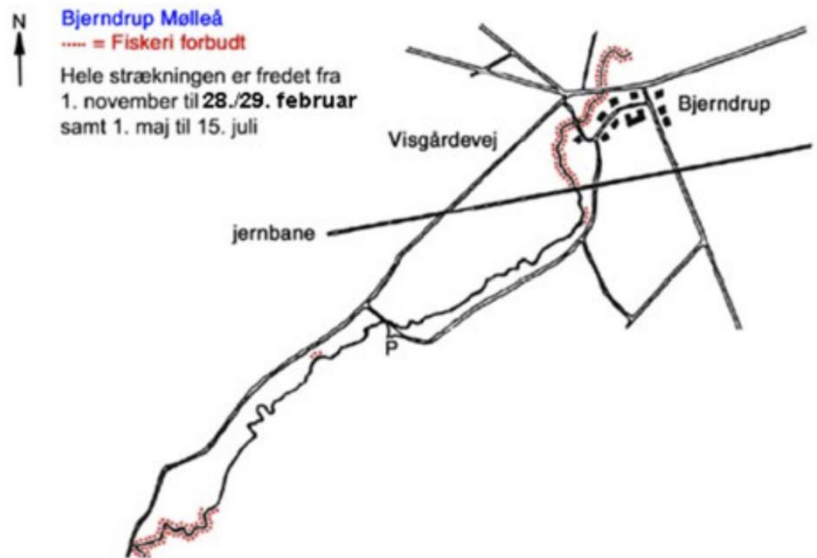 N
Bjerndrup Mølleå
..... = Fiskeri forbudt
Hele strækningen er fredet fra
1. november til 28./29. februar
samt 1. maj til 15. juli
Bjerndrup
Visgårdevej
jernbane
P